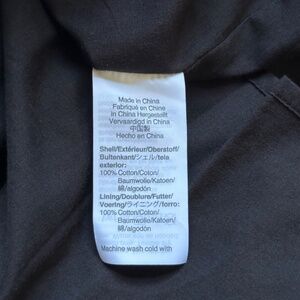 Made in China
Fabriqué en Chine
In China Hergestellt
Vervaardigd in China
中国製
Hecho en China
Shell/Extérieur/Oberstoff/
Buitenkant/シェル/tela
exterior:
100% Cotton/Coton/
Baumwolle/Katoen/
綿/algodón
Lining/Doublure/Futter/
Voering/ライニング/forro:
100% Cotton/Coton/
Baumwolle/Katoen/
綿/algodón
Machine wash cold with